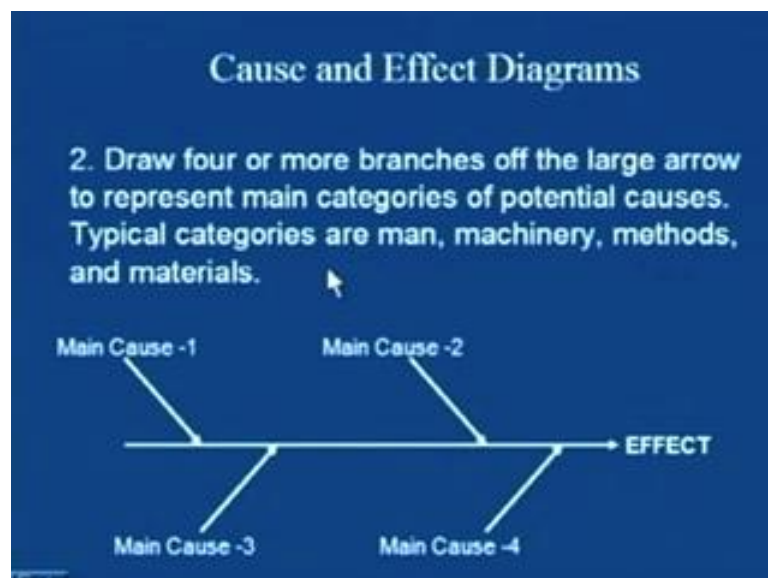 Cause and Effect Diagrams
2. Draw four or more branches off the large arrow
to represent main categories of potential causes.
Typical categories are man, machinery, methods,
and materials.
Main Cause -1
Main Cause -2
EFFECT
Main Cause -3
Main Cause -4